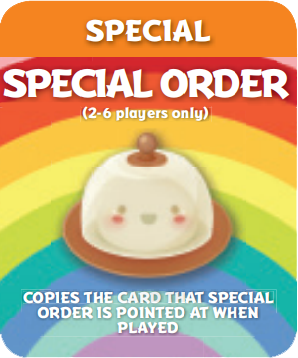 SPECIAL
SPECIAL ORDER
(2-6 players only)
COPIES THE CARD THAT SPECIAL
ORDER IS POINTED AT WHEN
PLAYED